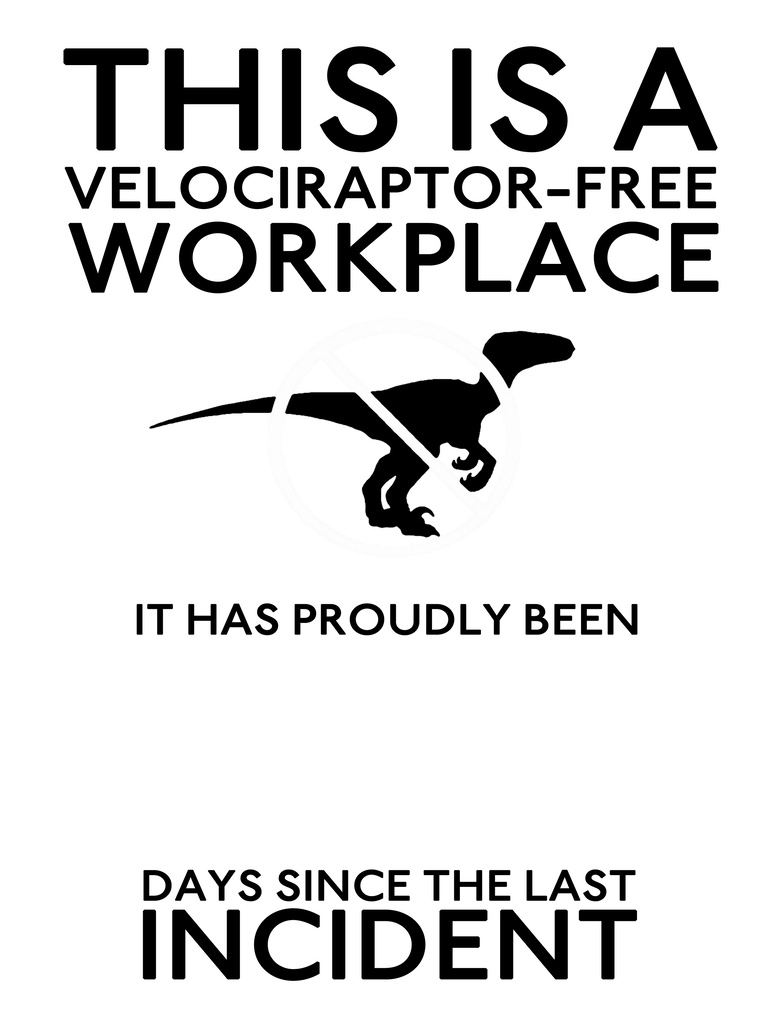 THIS IS A
VELOCIRAPTOR-FREE
WORKPLACE
IT HAS PROUDLY BEEN
DAYS SINCE THE LAST
INCIDENT